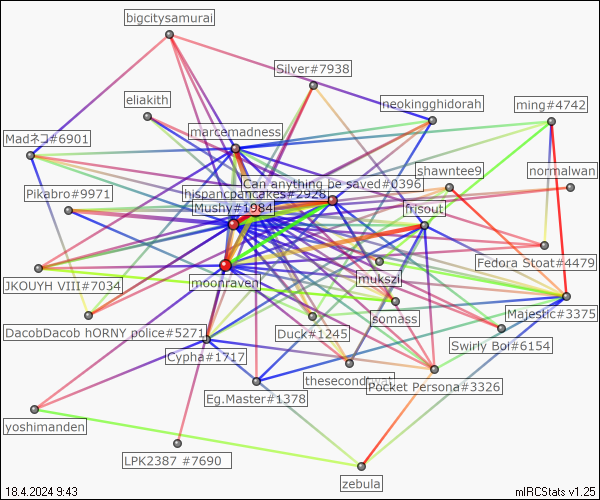 bigcitysamurai
Silver#7938
eliakith
neokingghidorah
ming#4742
marcemadness
Madネコ#6901
shawntee9
normalwan
Can anything be saved#0396
Pikabro#9971
hispancpancakes#2926
Mushy#1984
frisout
Fedora Stoat#4479
mukszi
moonraven
JKOUYH VIII#7034
somass
Majestic#3375
DacobDacob hORNY police#5271
Duck#1245
Swirly Boi#6154
Cypha#1717
Pocket Persona#3326
Eg.Master#1378
yoshimanden
LPK2387 #7690
zebula
18.4.2024 9:43
mIRCStats v1.25